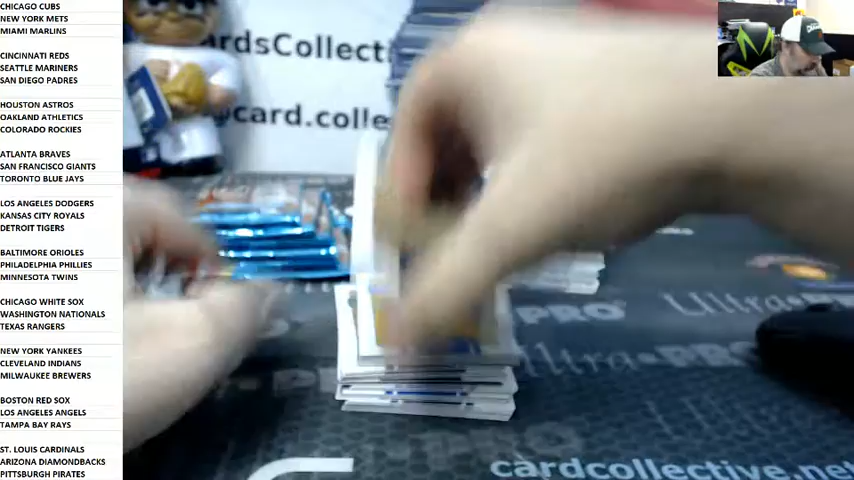 CHICAGO CUBS
NEW YORK METS
MIAMI MARLINS
CINCINNATI REDS
SEATTLE MARINERS
SAN DIEGO PADRES
HOUSTON ASTROS
OAKLAND ATHLETICS
COLORADO ROCKIES
ATLANTA BRAVES
SAN FRANCISCO GIANTS
TORONTO BLUE JAYS
LOS ANGELES DODGERS
KANSAS CITY ROYALS
DETROIT TIGERS
BALTIMORE ORIOLES
PHILADELPHIA PHILLIES
MINNESOTA TWINS
CHICAGO WHITE SOX
WASHINGTON NATIONALS
TEXAS RANGERS
NEW YORK YANKEES
CLEVELAND INDIANS
MILWAUKEE BREWERS
BOSTON RED SOX
LOS ANGELES ANGELS
TAMPA BAY RAYS
ST. LOUIS CARDINALS
ARIZONA DIAMONDBACKS
PITTSBURGH PIRATES
ardsCollecti
card.colle
PRO Ultra
Ultra PRO
PRO
cardcollective.net